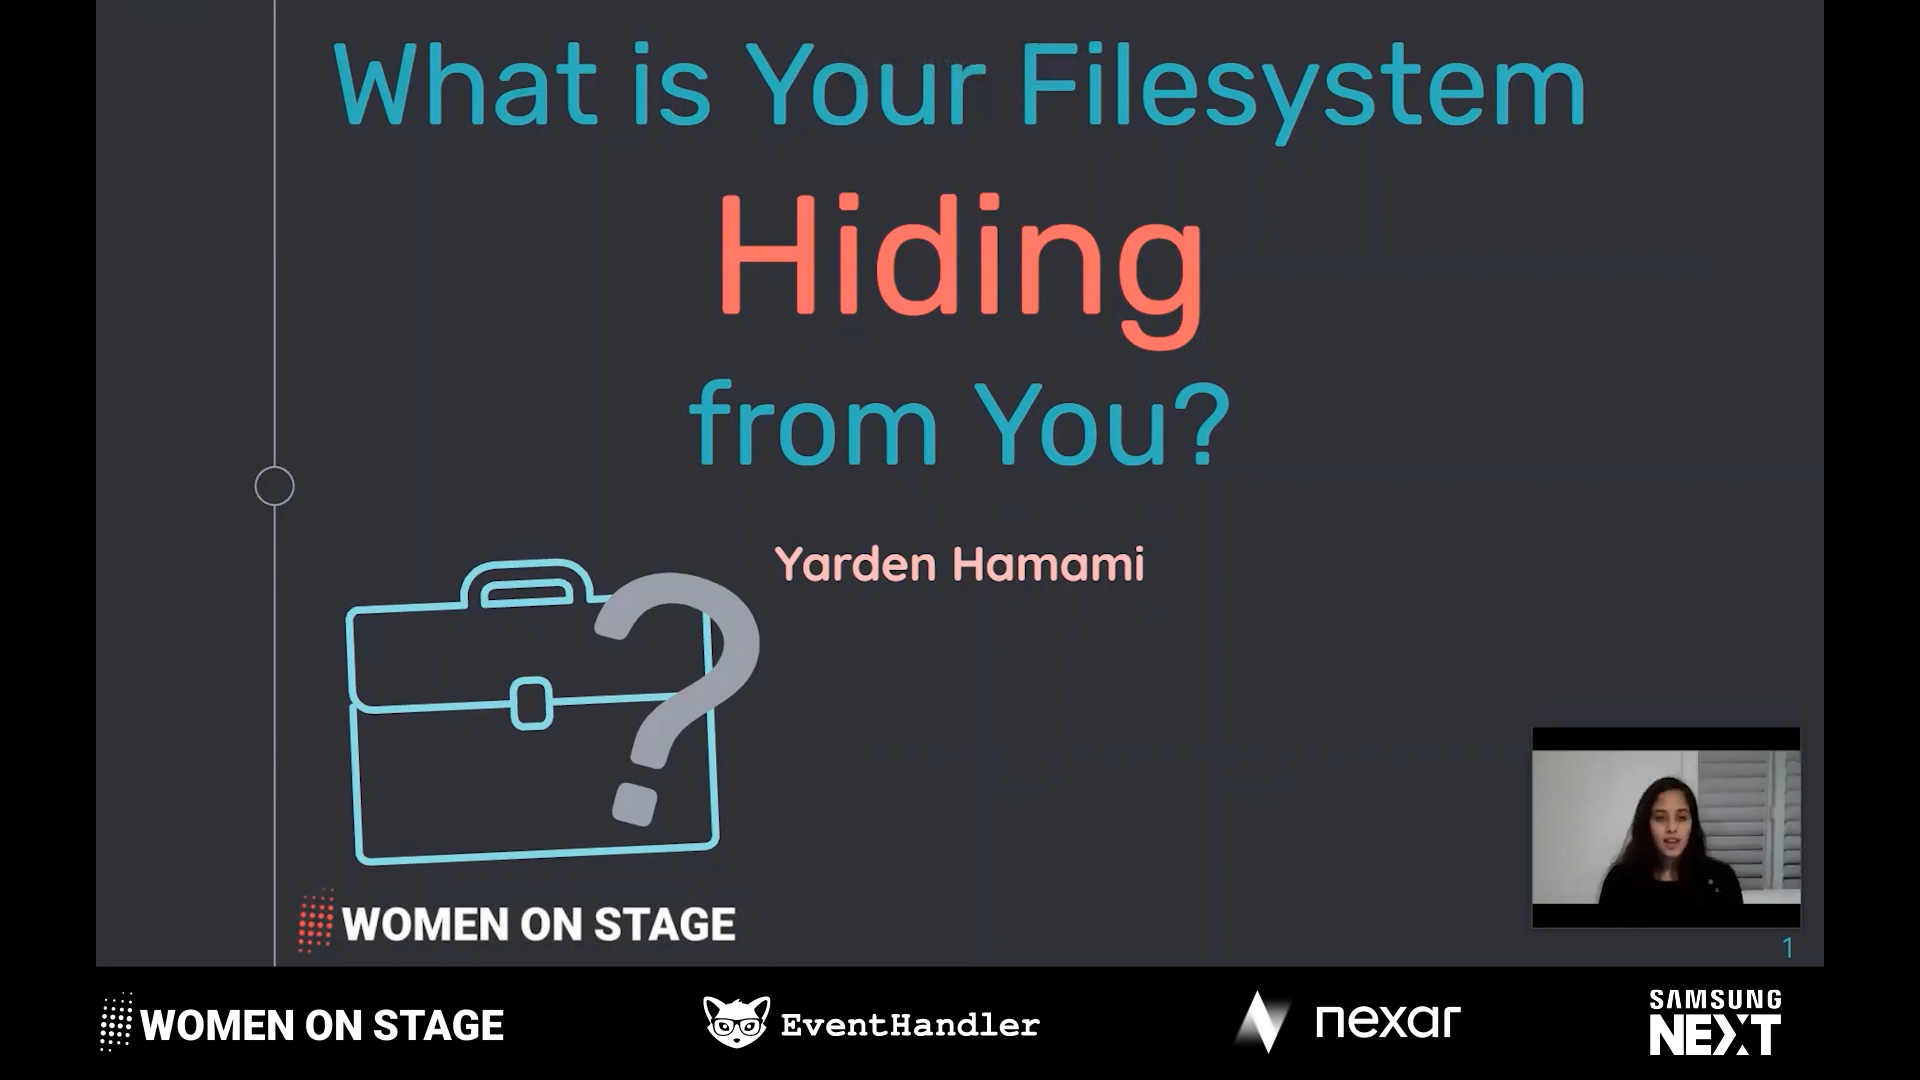 What is Your Filesystem
Hiding
from You?
Yarden Hamami
?
WOMEN ON STAGE
1
WOMEN ON STAGE
EventHandler
nexar
SAMSUNG
NEXT